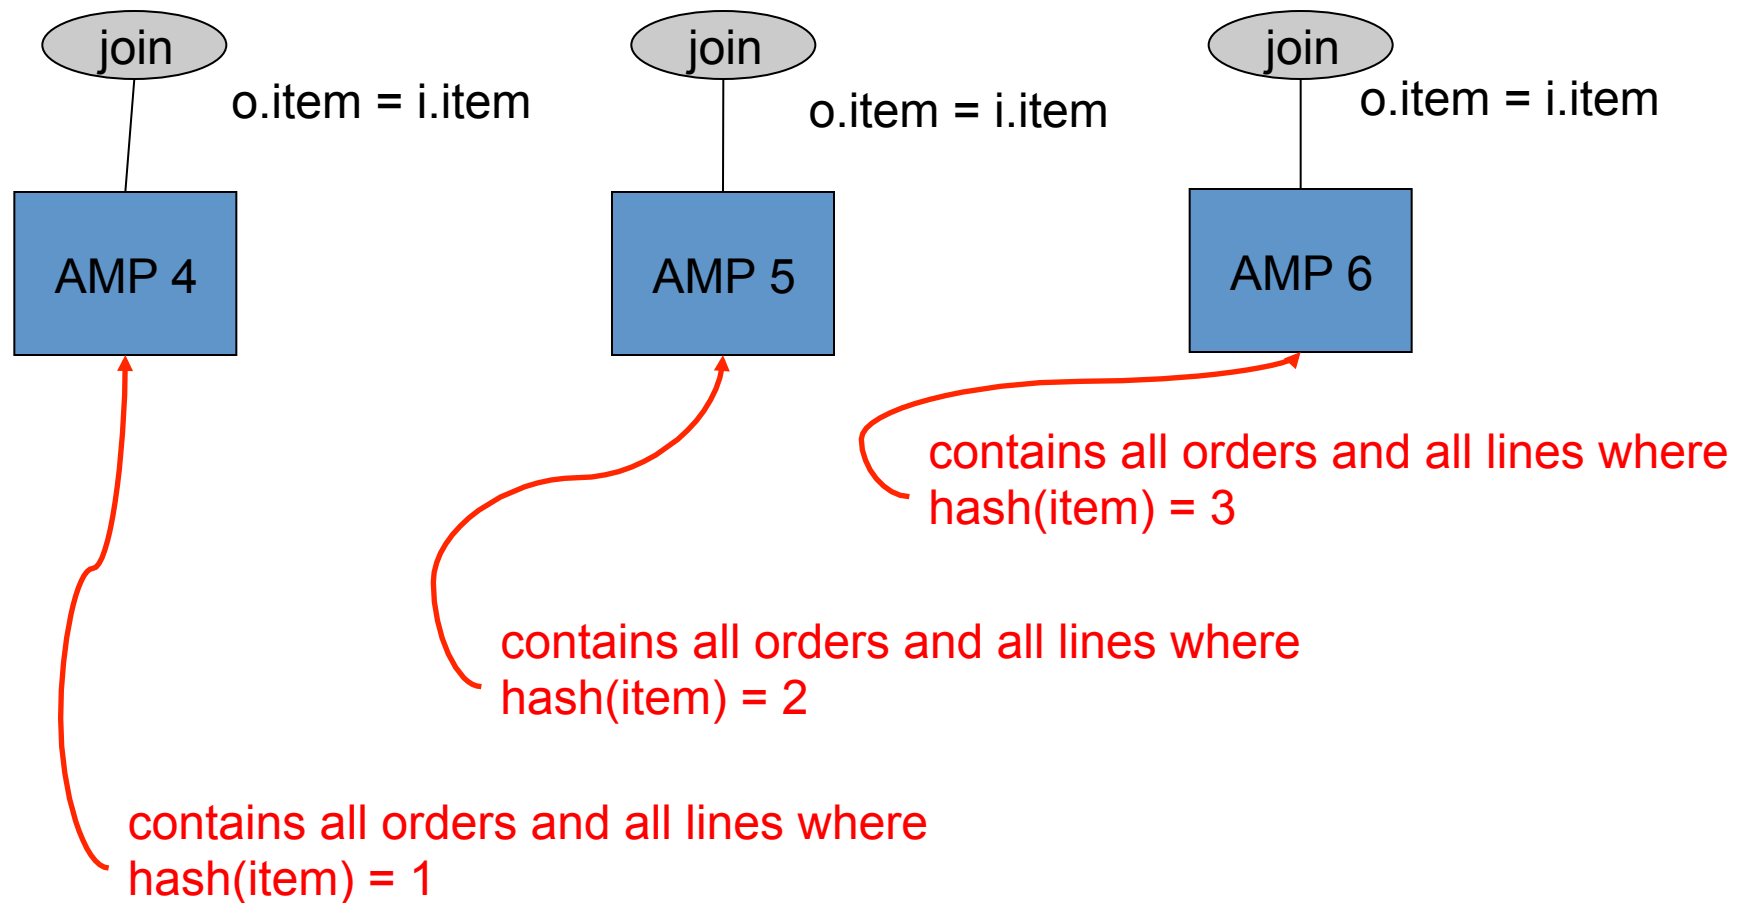 join
join
join
o.item = i.item
o.item = i.item
o.item = i.item
AMP 4
AMP 5
AMP 6
contains all orders and all lines where
hash(item) = 3
contains all orders and all lines where
hash(item) = 2
contains all orders and all lines where
hash(item) = 1